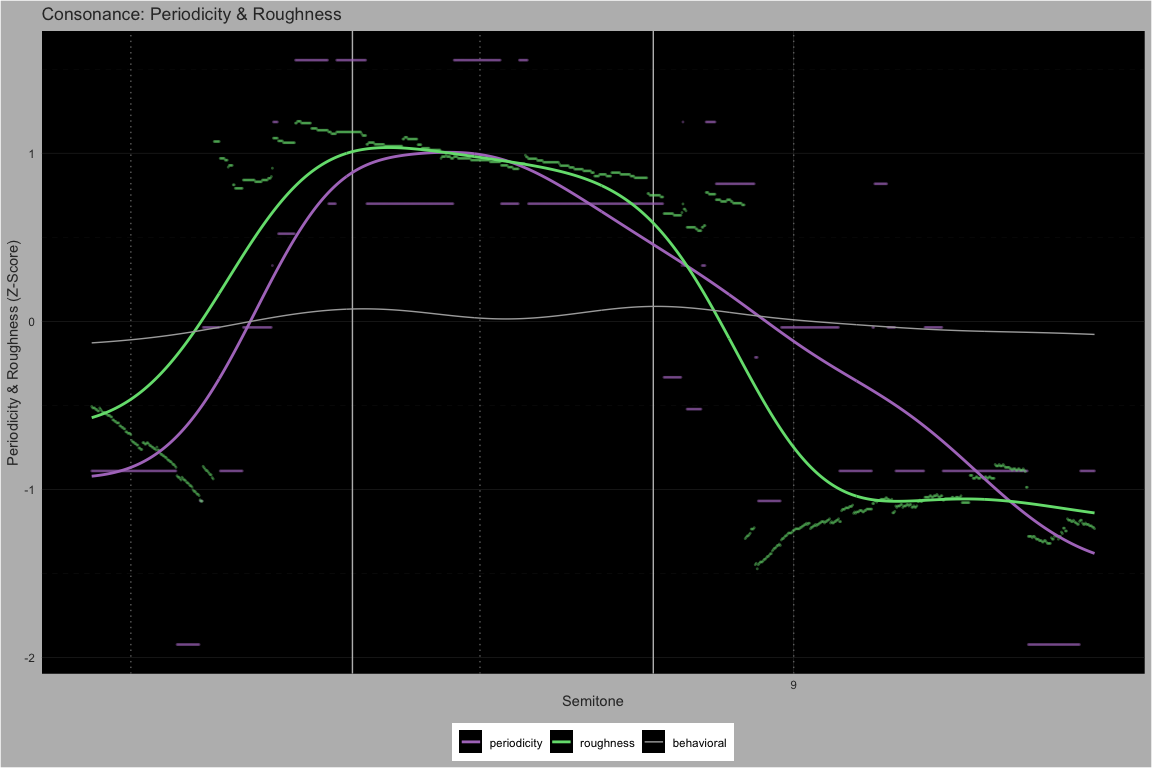 Consonance: Periodicity & Roughness
Periodicity & Roughness (Z-Score)
1
0
-1
-2
9
Semitone
periodicity roughness behavioral